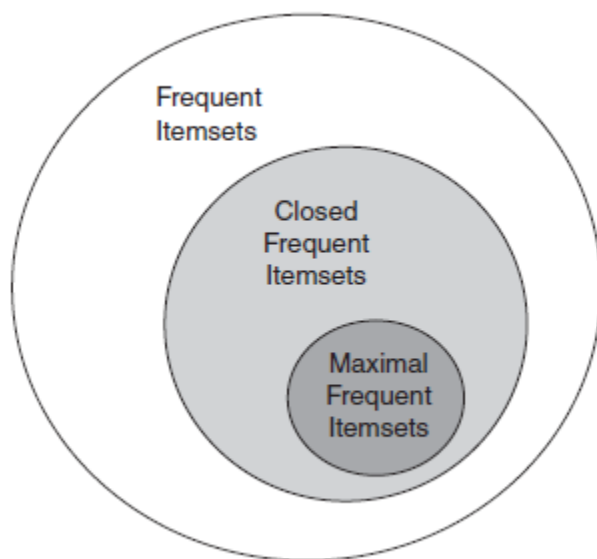 Frequent
Itemsets
Closed
Frequent
Itemsets
Maximal
Frequent
Itemsets